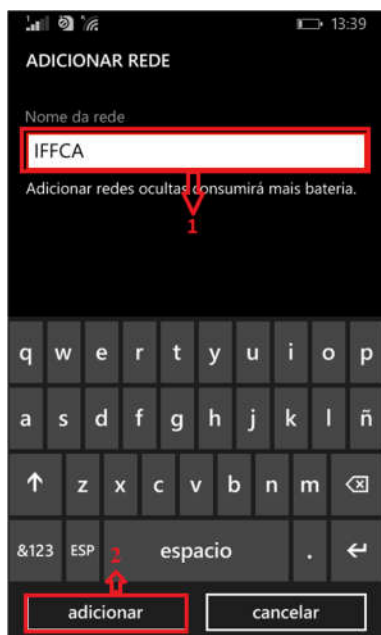 13:39
ADICIONAR REDE
Nome da rede
IFFCA
Adicionar redes ocultas consumirá mais bateria.
1
q w e r t y u i o p
a s d f g h j k l ñ
z x c v b n m
&123 ESP espacio .
2
adicionar cancelar